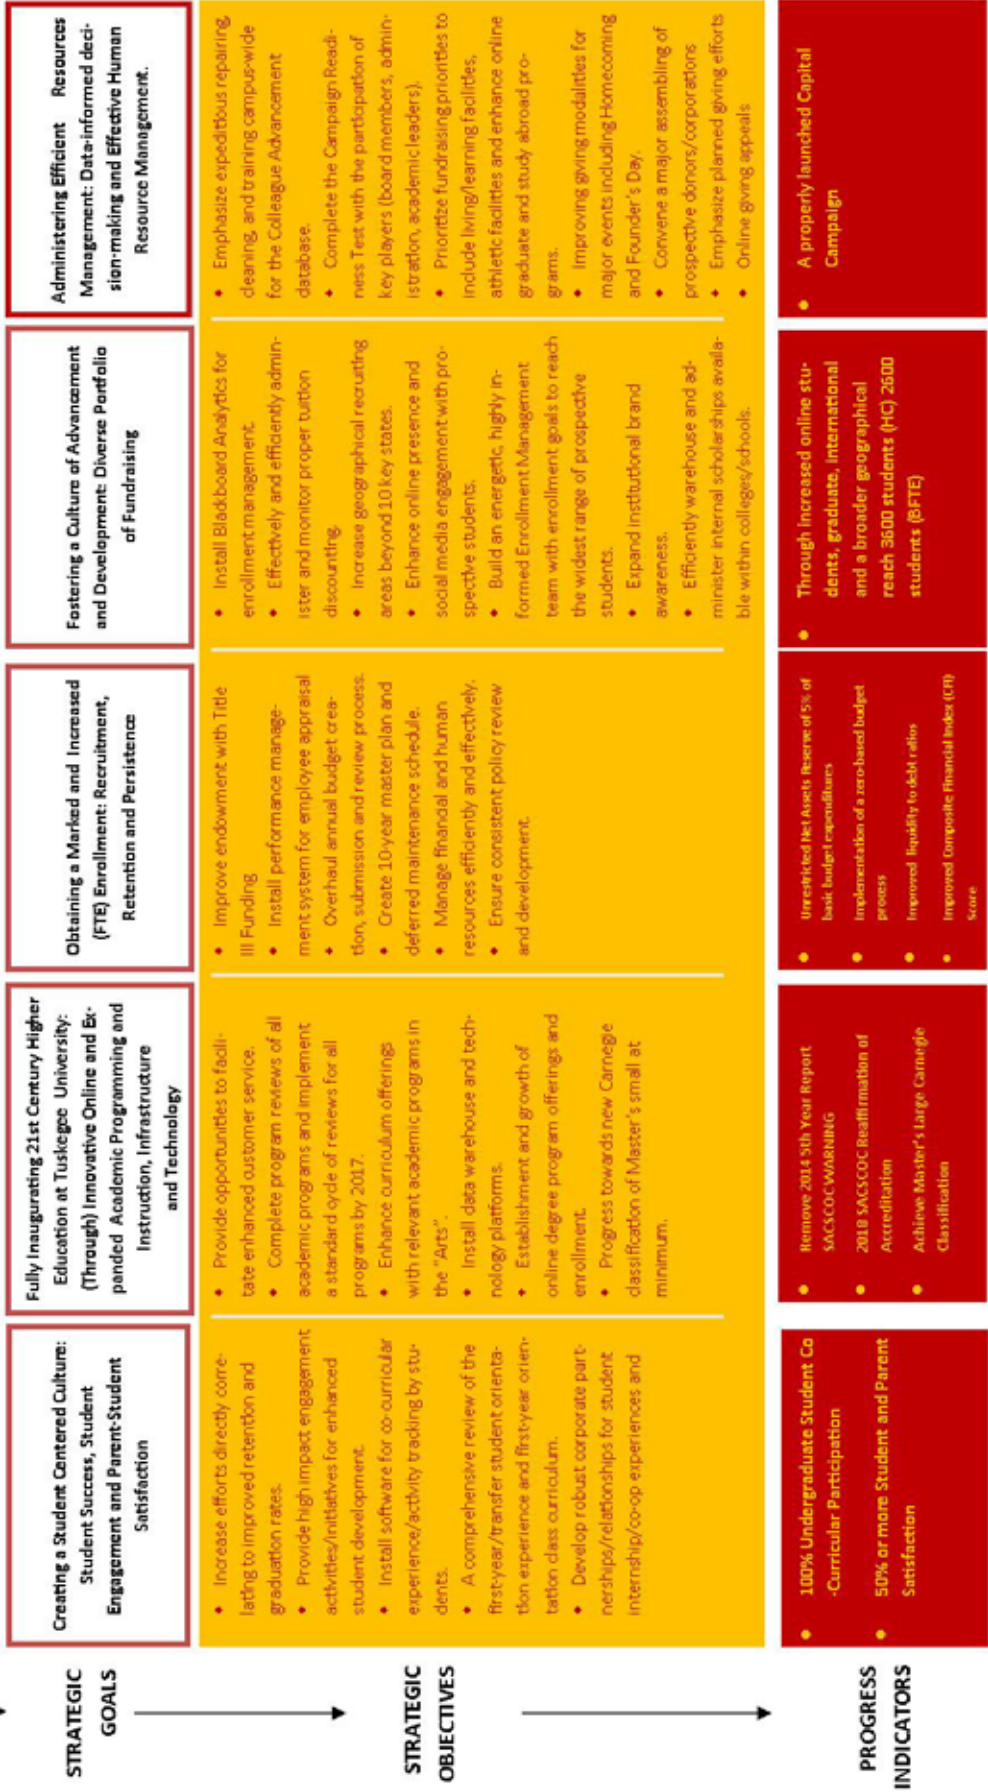 STRATEGIC
GOALS
Creating a Student Centered Culture:
Student Success, Student
Engagement and Parent-Student
Satisfaction
Fully Inaugurating 21st Century Higher
Education at Tuskegee University:
(Through) Innovative Online and Ex-
panded Academic Programming and
Instruction, Infrastructure
and Technology
Obtaining a Marked and Increased
(FTE) Enrollment: Recruitment,
Retention and Persistence
Fostering a Culture of Advancement
and Development: Diverse Portfolio
of Fundraising
Administering Efficient Resources
Management: Data-informed deci-
sion-making and Effective Human
Resource Management.
STRATEGIC
OBJECTIVES
• Increase efforts directly corre-
lating to improved retention and
graduation rates.
• Provide high impact engagement
activities/initiatives for enhanced
student development.
• Install software for co-curricular
experience/activity tracking by stu-
dents.
• A comprehensive review of the
first-year/transfer student orienta-
tion experience and first-year orien-
tation class curriculum.
• Develop robust corporate part-
nerships/relationships for student
internship/co-op experiences and
• Provide opportunities to facili-
tate enhanced customer service.
• Complete program reviews of all
academic programs and implement
a standard cycle of reviews for all
programs by 2017.
• Enhance curriculum offerings
with relevant academic programs in
the "Arts".
• Install data warehouse and tech-
nology platforms.
• Establishment and growth of
online degree program offerings and
enrollment.
• Progress towards new Carnegie
classification of Master's small at
minimum.
• Improve endowment with Title
III Funding
• Install performance manage-
ment system for employee appraisal
• Overhaul annual budget crea-
tion, submission and review process.
• Create 10-year master plan and
deferred maintenance schedule.
• Manage financial and human
resources efficiently and effectively.
• Ensure consistent policy review
and development.
• Install Blackboard Analytics for
enrollment management.
• Effectively and efficiently admin-
ister and monitor proper tuition
discounting.
• Increase geographical recruiting
areas beyond 10 key states.
• Enhance online presence and
social media engagement with pro-
spective students.
• Build an energetic, highly in-
formed Enrollment Management
team with enrollment goals to reach
the widest range of prospective
students.
• Expand institutional brand
awareness.
• Efficiently warehouse and ad-
minister internal scholarships availa-
ble within colleges/schools.
• Emphasize expeditious repairing,
cleaning, and training campus-wide
for the Colleague Advancement
database.
• Complete the Campaign Readi-
ness Test with the participation of
key players (board members, admin-
istration, academic leaders).
• Prioritize fundraising priorities to
include living/learning facilities,
athletic facilities and enhance online
graduate and study abroad pro-
grams.
• Improving giving modalities for
major events including Homecoming
and Founder's Day.
• Convene a major assembling of
prospective donors/corporations
• Emphasize planned giving efforts
• Online giving appeals
PROGRESS
INDICATORS
• 100% Undergraduate Student Co
-Curricular Participation
• 50% or more Student and Parent
Satisfaction
• Remove 2014 5th Year Report
SACSCOC WARNING
• 2018 SACSCOC Reaffirmation of
Accreditation
• Achieve Master's Large Carnegie
Classification
• Unrestricted Net Assets Reserve of 5% of
basic budget expenditures
• Implementation of a zero-based budget
process
• Improved liquidity to debt ratios
• Improved Composite Financial Index (CFI)
Score
• Through increased online stu-
dents, graduate, international
and a broader geographical
reach 3600 students (HC) 2600
students (BFTE)
• A properly launched Capital
Campaign